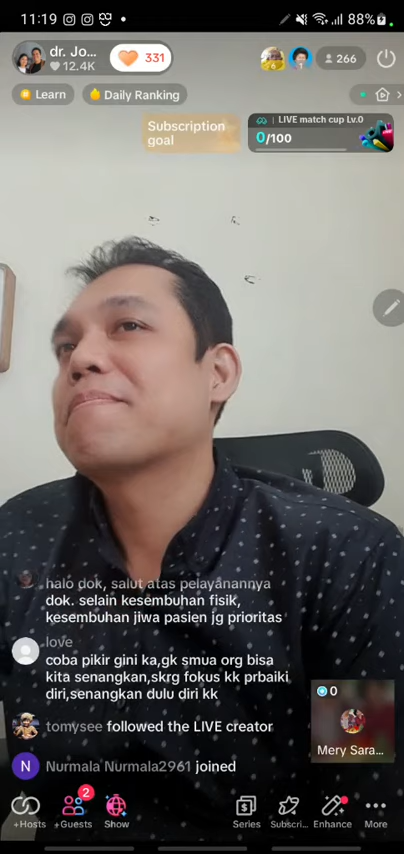 11:19
88%
dr. Jo...
12.4K
331
6
266
Learn
Daily Ranking
Subscription goal
LIVE match cup Lv.0
0/100
halo dok, salut atas pelayanannya
dok. selain kesembuhan fisik,
kesembuhan jiwa pasien jg prioritas
love
coba pikir gini ka,gk smua org bisa
kita senangkan,skrg fokus kk prbaiki
diri,senangkan dulu diri kk
tomysee followed the LIVE creator
N
Nurmala Nurmala2961 joined
0
Mery Sara...
2
+Hosts
+Guests
Show
Series
Subscri...
Enhance
More